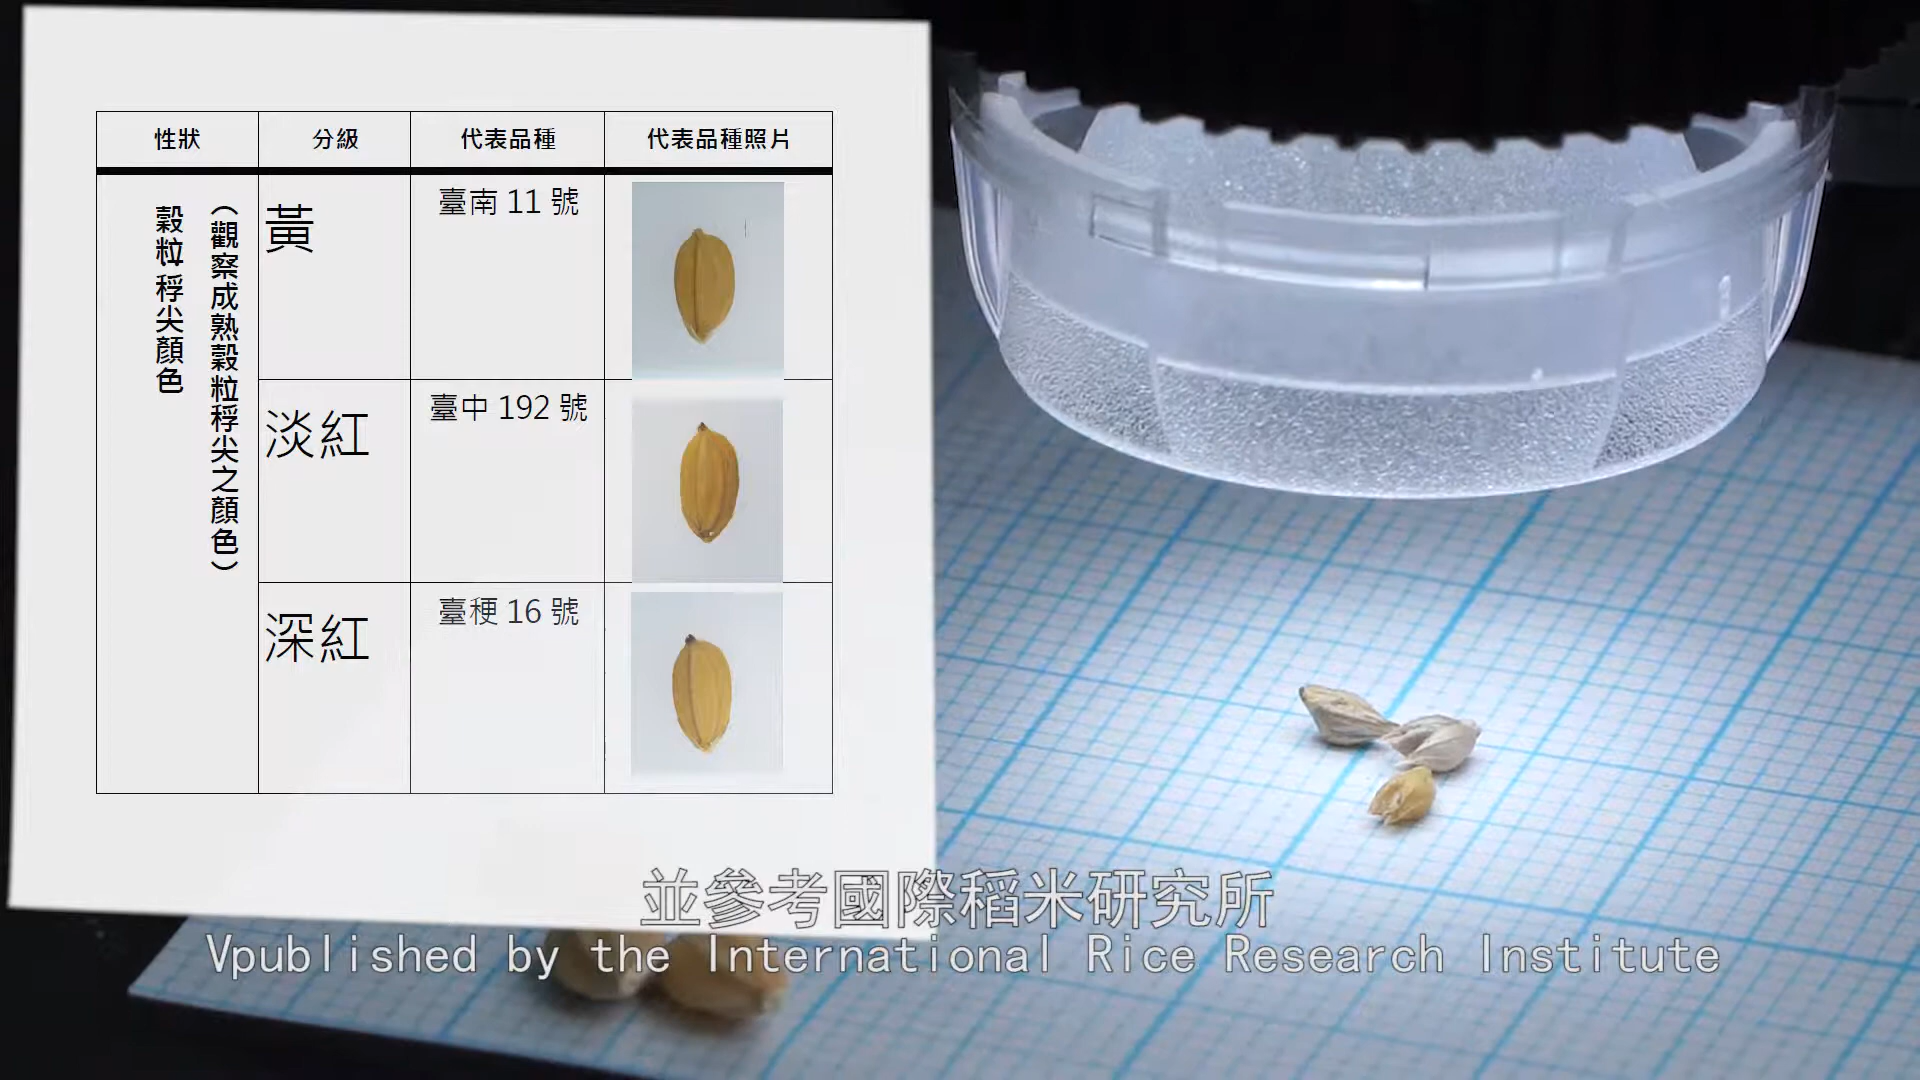 性狀 分級 代表品種 代表品種照片
穀粒稃尖顏色
（觀察成熟穀粒稃尖之顏色）
黃 臺南 11 號
淡紅 臺中 192 號
深紅 臺稉 16 號
並參考國際稻米研究所
Vpublished by the International Rice Research Institute